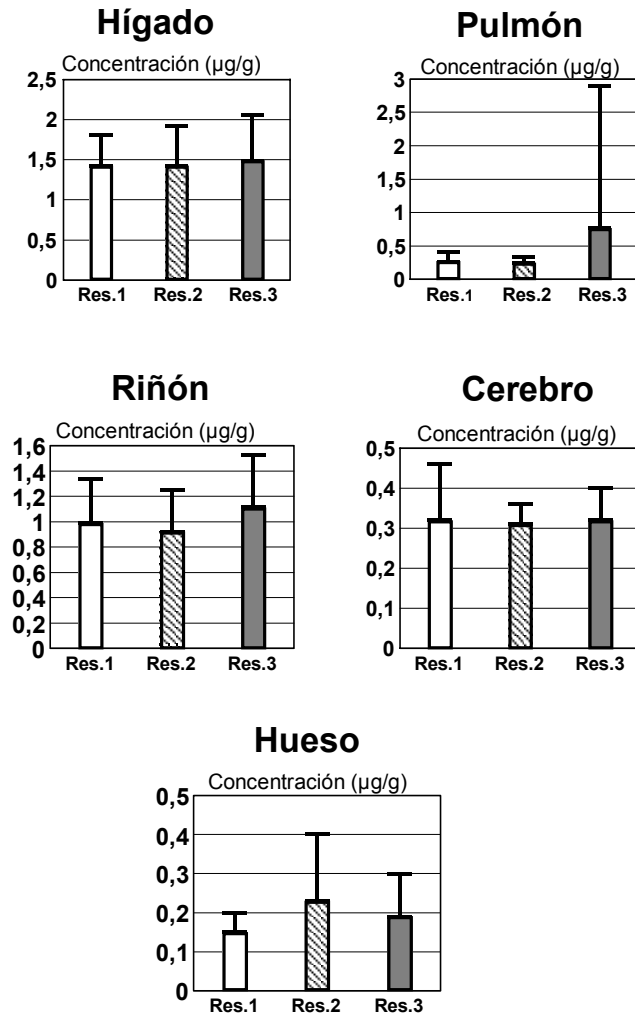 Hígado
Concentración (µg/g)
2,5
2
1,5
1
0,5
0
Res.1 Res.2 Res.3
Pulmón
Concentración (µg/g)
3
2,5
2
1,5
1
0,5
0
Res.1 Res.2 Res.3
Riñón
Concentración (µg/g)
1,6
1,4
1,2
1
0,8
0,6
0,4
0,2
0
Res.1 Res.2 Res.3
Cerebro
Concentración (µg/g)
0,5
0,4
0,3
0,2
0,1
0
Res.1 Res.2 Res.3
Hueso
Concentración (µg/g)
0,5
0,4
0,3
0,2
0,1
0
Res.1 Res.2 Res.3